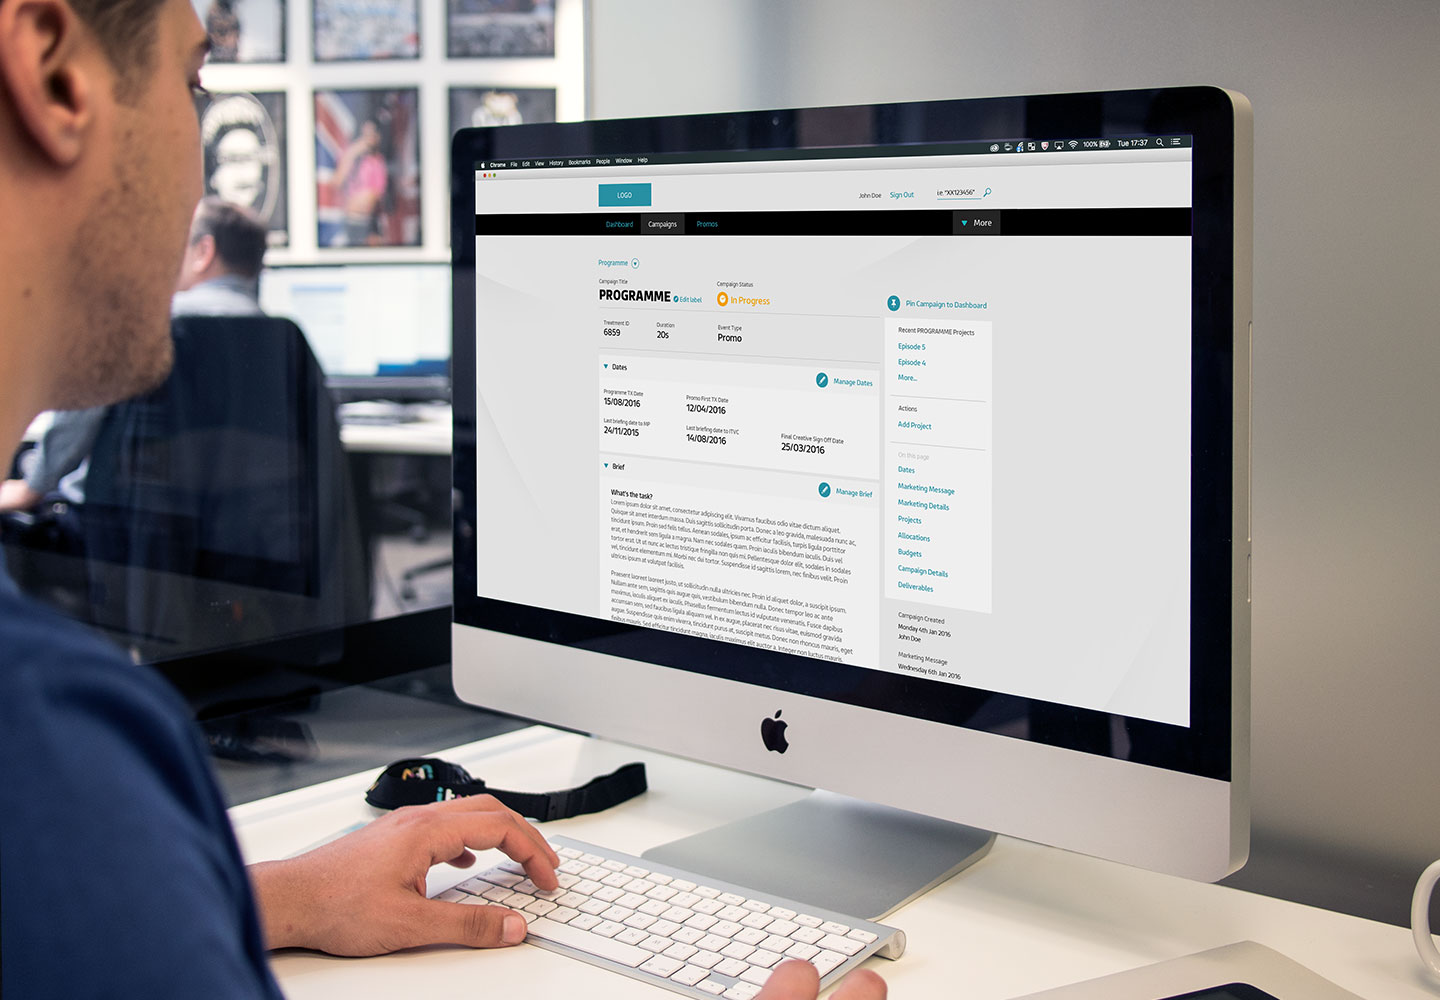 Chrome File Edit View History Bookmarks People Window Help
100% Tue 17:37
LOGO
John Doe Sign Out i.e. "XX123456"
Dashboard Campaigns Promos More
Programme
Campaign Title
PROGRAMME Edit label
Campaign Status
In Progress
Pin Campaign to Dashboard
Treatment ID
6859
Duration
20s
Event Type
Promo
Recent PROGRAMME Projects
Episode 5
Episode 4
More...
Actions
Add Project
On this page
Dates
Marketing Message
Marketing Details
Projects
Allocations
Budgets
Campaign Details
Deliverables
Campaign Created
Monday 4th Jan 2016
John Doe
Marketing Message
Wednesday 6th Jan 2016
Dates
Manage Dates
Programme TX Date
15/08/2016
Promo First TX Date
12/04/2016
Last briefing date to MP
24/11/2015
Last briefing date to ITVC
14/08/2016
Final Creative Sign Off Date
25/03/2016
Brief
Manage Brief
What's the task?
Lorem ipsum dolor sit amet, consectetur adipiscing elit. Vivamus faucibus odio vitae dictum aliquet.
Quisque sit amet interdum massa. Duis sagittis sollicitudin porta. Donec a leo gravida, malesuada nunc ac,
tincidunt ipsum. Proin sed felis tellus. Aenean sodales, ipsum ac efficitur facilisis, turpis ligula porttitor
erat, et hendrerit sem ligula a magna. Nam nec sodales quam. Proin iaculis bibendum iaculis. Duis vel
tortor erat. Ut ut nunc ac lectus tristique fringilla non quis mi. Pellentesque dolor elit, sodales in sodales
vel, tincidunt elementum mi. Morbi nec dui tortor. Suspendisse id sagittis lorem, nec finibus velit. Proin
ultrices ipsum at volutpat facilisis.
Praesent laoreet laoreet justo, ut sollicitudin nulla ultricies nec. Proin id aliquet dolor, a suscipit ipsum.
Nullam ante sem, sagittis quis augue quis, vestibulum bibendum nulla. Donec tempor leo ac ante
maximus, iaculis aliquet ex iaculis. Phasellus fermentum lectus id vulputate venenatis. Fusce dapibus
accumsan sem, sed faucibus ligula aliquam vel. In ex augue, placerat nec risus vitae, euismod gravida
augue. Suspendisse quis enim viverra, tincidunt purus at, suscipit metus. Donec non rhoncus mauris, eget
finibus mauris. Sed efficitur tincidunt magna, iaculis maximus elit auctor a. Integer non luctus mauris.